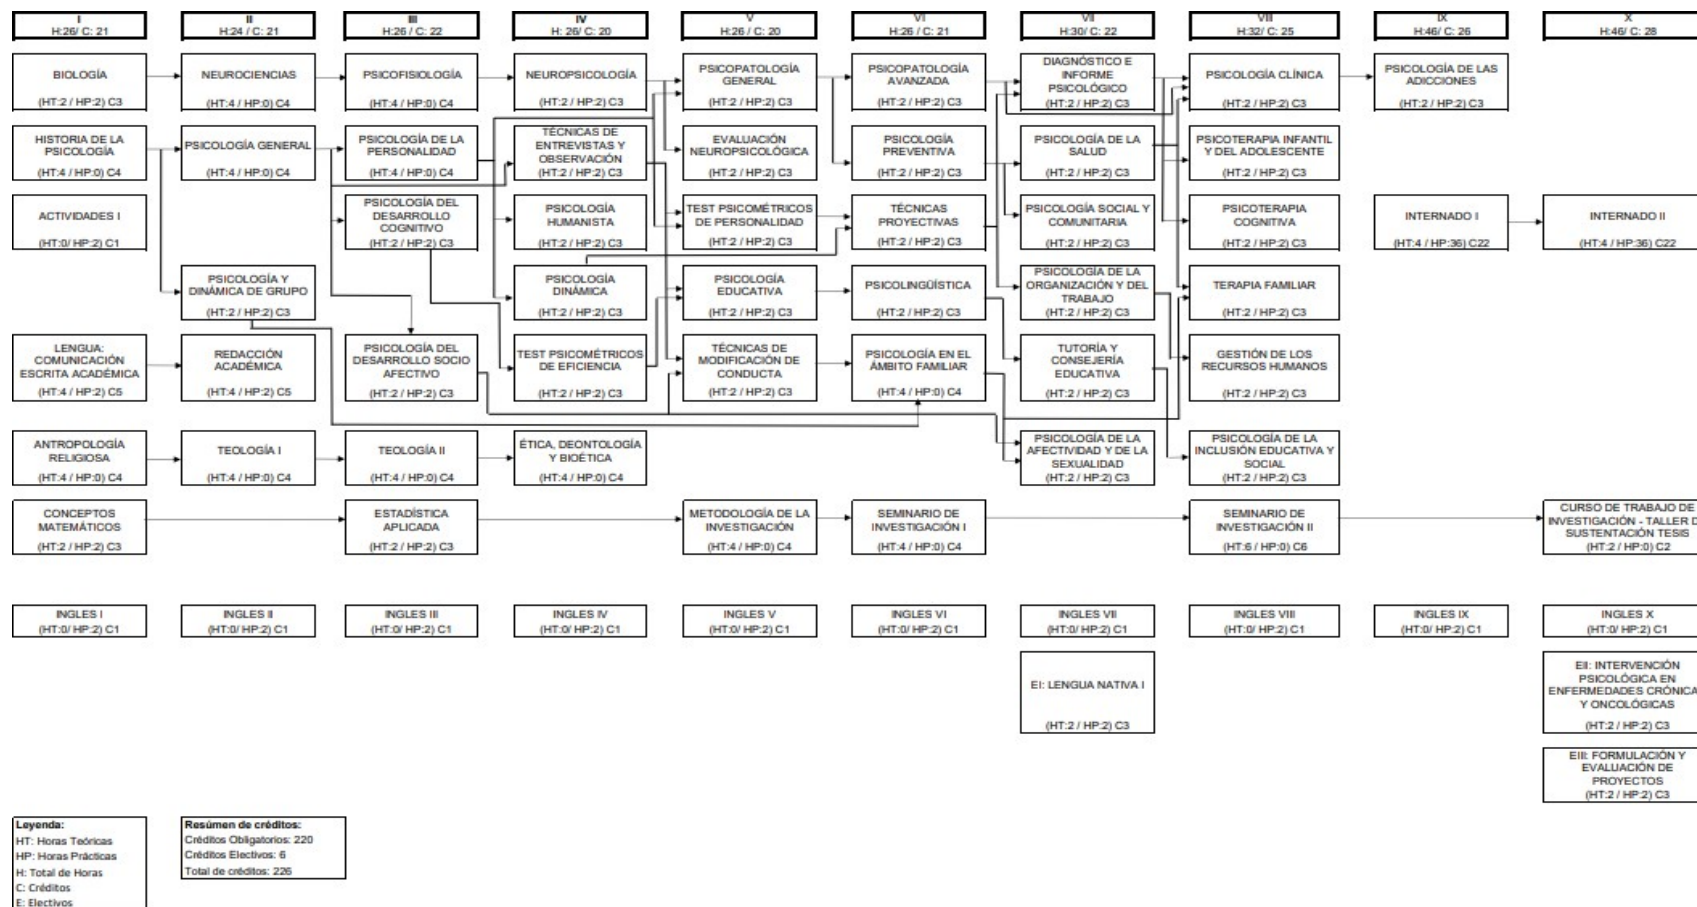 I
H:26/ C: 21
II
H:24 / C: 21
III
H:26 / C: 22
IV
H: 26/ C: 20
V
H:26 / C: 20
VI
H:26 / C: 21
VII
H:30/ C: 22
VIII
H:32/ C: 25
IX
H:46/ C: 26
X
H:46/ C: 28
BIOLOGÍA
(HT:2 / HP:2) C3
NEUROCIENCIAS
(HT:4 / HP:0) C4
PSICOFISIOLOGÍA
(HT:4 / HP:0) C4
NEUROPSICOLOGÍA
(HT:2 / HP:2) C3
PSICOPATOLOGÍA
GENERAL
(HT:2 / HP:2) C3
PSICOPATOLOGÍA
AVANZADA
(HT:2 / HP:2) C3
DIAGNÓSTICO E
INFORME
PSICOLÓGICO
(HT:2 / HP:2) C3
PSICOLOGÍA CLÍNICA
(HT:2 / HP:2) C3
PSICOLOGÍA DE LAS
ADICCIONES
(HT:2 / HP:2) C3
HISTORIA DE LA
PSICOLOGÍA
(HT:4 / HP:0) C4
PSICOLOGÍA GENERAL
(HT:4 / HP:0) C4
PSICOLOGÍA DE LA
PERSONALIDAD
(HT:4 / HP:0) C4
TÉCNICAS DE
ENTREVISTAS Y
OBSERVACIÓN
(HT:2 / HP:2) C3
EVALUACIÓN
NEUROPSICOLÓGICA
(HT:2 / HP:2) C3
PSICOLOGÍA
PREVENTIVA
(HT:2 / HP:2) C3
PSICOLOGÍA DE LA
SALUD
(HT:2 / HP:2) C3
PSICOTERAPIA INFANTIL
Y DEL ADOLESCENTE
(HT:2 / HP:2) C3
ACTIVIDADES I
(HT:0/ HP:2) C1
PSICOLOGÍA DEL
DESARROLLO
COGNITIVO
(HT:2 / HP:2) C3
PSICOLOGÍA
HUMANISTA
(HT:2 / HP:2) C3
TEST PSICOMÉTRICOS
DE PERSONALIDAD
(HT:2 / HP:2) C3
TÉCNICAS
PROYECTIVAS
(HT:2 / HP:2) C3
PSICOLOGÍA SOCIAL Y
COMUNITARIA
(HT:2 / HP:2) C3
PSICOTERAPIA
COGNITIVA
(HT:2 / HP:2) C3
INTERNADO I
(HT:4 / HP:36) C22
INTERNADO II
(HT:4 / HP:36) C22
PSICOLOGÍA Y
DINÁMICA DE GRUPO
(HT:2 / HP:2) C3
PSICOLOGÍA
DINÁMICA
(HT:2 / HP:2) C3
PSICOLOGÍA
EDUCATIVA
(HT:2 / HP:2) C3
PSICOLINGÜÍSTICA
(HT:2 / HP:2) C3
PSICOLOGÍA DE LA
ORGANIZACIÓN Y DEL
TRABAJO
(HT:2 / HP:2) C3
TERAPIA FAMILIAR
(HT:2 / HP:2) C3
LENGUA:
COMUNICACIÓN
ESCRITA ACADÉMICA
(HT:4 / HP:2) C5
REDACCIÓN
ACADÉMICA
(HT:4 / HP:2) C5
PSICOLOGÍA DEL
DESARROLLO SOCIO
AFECTIVO
(HT:2 / HP:2) C3
TEST PSICOMÉTRICOS
DE EFICIENCIA
(HT:2 / HP:2) C3
TÉCNICAS DE
MODIFICACIÓN DE
CONDUCTA
(HT:2 / HP:2) C3
PSICOLOGÍA EN EL
ÁMBITO FAMILIAR
(HT:4 / HP:0) C4
TUTORÍA Y
CONSEJERÍA
EDUCATIVA
(HT:2 / HP:2) C3
GESTIÓN DE LOS
RECURSOS HUMANOS
(HT:2 / HP:2) C3
ANTROPOLOGÍA
RELIGIOSA
(HT:4 / HP:0) C4
TEOLOGÍA I
(HT:4 / HP:0) C4
TEOLOGÍA II
(HT:4 / HP:0) C4
ÉTICA, DEONTOLOGÍA
Y BIOÉTICA
(HT:4 / HP:0) C4
PSICOLOGÍA DE LA
AFECTIVIDAD Y DE LA
SEXUALIDAD
(HT:2 / HP:2) C3
PSICOLOGÍA DE LA
INCLUSIÓN EDUCATIVA Y
SOCIAL
(HT:2 / HP:2) C3
CONCEPTOS
MATEMÁTICOS
(HT:2 / HP:2) C3
ESTADÍSTICA
APLICADA
(HT:2 / HP:2) C3
METODOLOGÍA DE LA
INVESTIGACIÓN
(HT:4 / HP:0) C4
SEMINARIO DE
INVESTIGACIÓN I
(HT:4 / HP:0) C4
SEMINARIO DE
INVESTIGACIÓN II
(HT:6 / HP:0) C6
CURSO DE TRABAJO DE
INVESTIGACIÓN - TALLER D
SUSTENTACIÓN TESIS
(HT:2 / HP:0) C2
INGLES I
(HT:0/ HP:2) C1
INGLES II
(HT:0/ HP:2) C1
INGLES III
(HT:0/ HP:2) C1
INGLES IV
(HT:0/ HP:2) C1
INGLES V
(HT:0/ HP:2) C1
INGLES VI
(HT:0/ HP:2) C1
INGLES VII
(HT:0/ HP:2) C1
INGLES VIII
(HT:0/ HP:2) C1
INGLES IX
(HT:0/ HP:2) C1
INGLES X
(HT:0/ HP:2) C1
EI: LENGUA NATIVA I
(HT:2 / HP:2) C3
EII: INTERVENCIÓN
PSICOLÓGICA EN
ENFERMEDADES CRÓNICA
Y ONCOLÓGICAS
(HT:2 / HP:2) C3
EIII: FORMULACIÓN Y
EVALUACIÓN DE
PROYECTOS
(HT:2 / HP:2) C3
Leyenda:
HT: Horas Teóricas
HP: Horas Prácticas
H: Total de Horas
C: Créditos
E: Electivos
Resúmen de créditos:
Créditos Obligatorios: 220
Créditos Electivos: 6
Total de créditos: 226